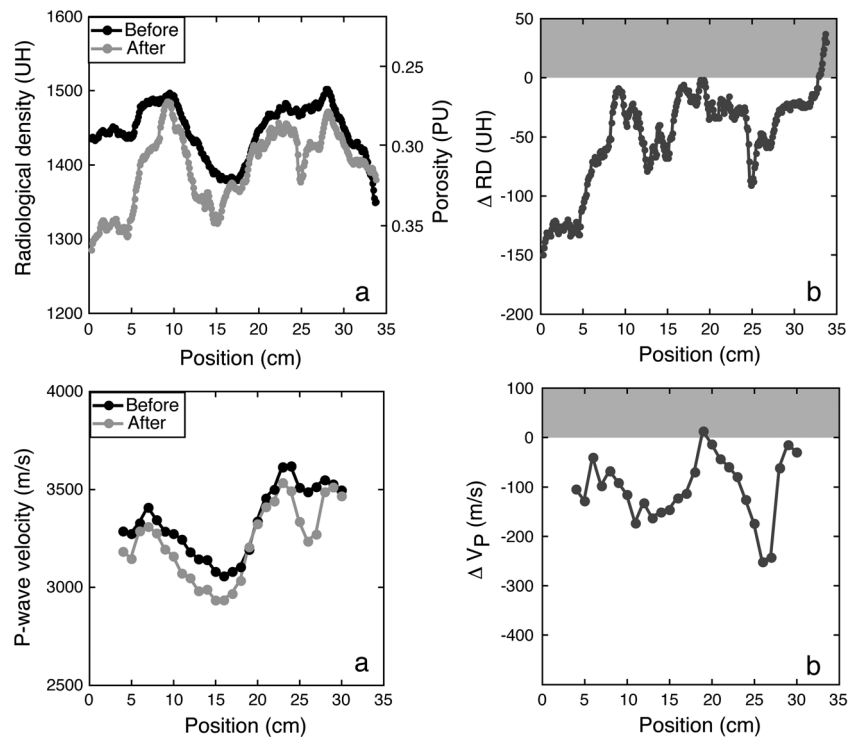 1600
1500
1400
1300
1200
Radiological density (UH)
Before
After
0.25
0.30
0.35
Porosity (PU)
a
0 5 10 15 20 25 30 35
Position (cm)
50
0
-50
-100
-150
-200
Δ RD (UH)
b
0 5 10 15 20 25 30 35
Position (cm)
4000
3500
3000
2500
P-wave velocity (m/s)
Before
After
a
0 5 10 15 20 25 30 35
Position (cm)
100
0
-100
-200
-300
-400
Δ VP (m/s)
b
0 5 10 15 20 25 30 35
Position (cm)